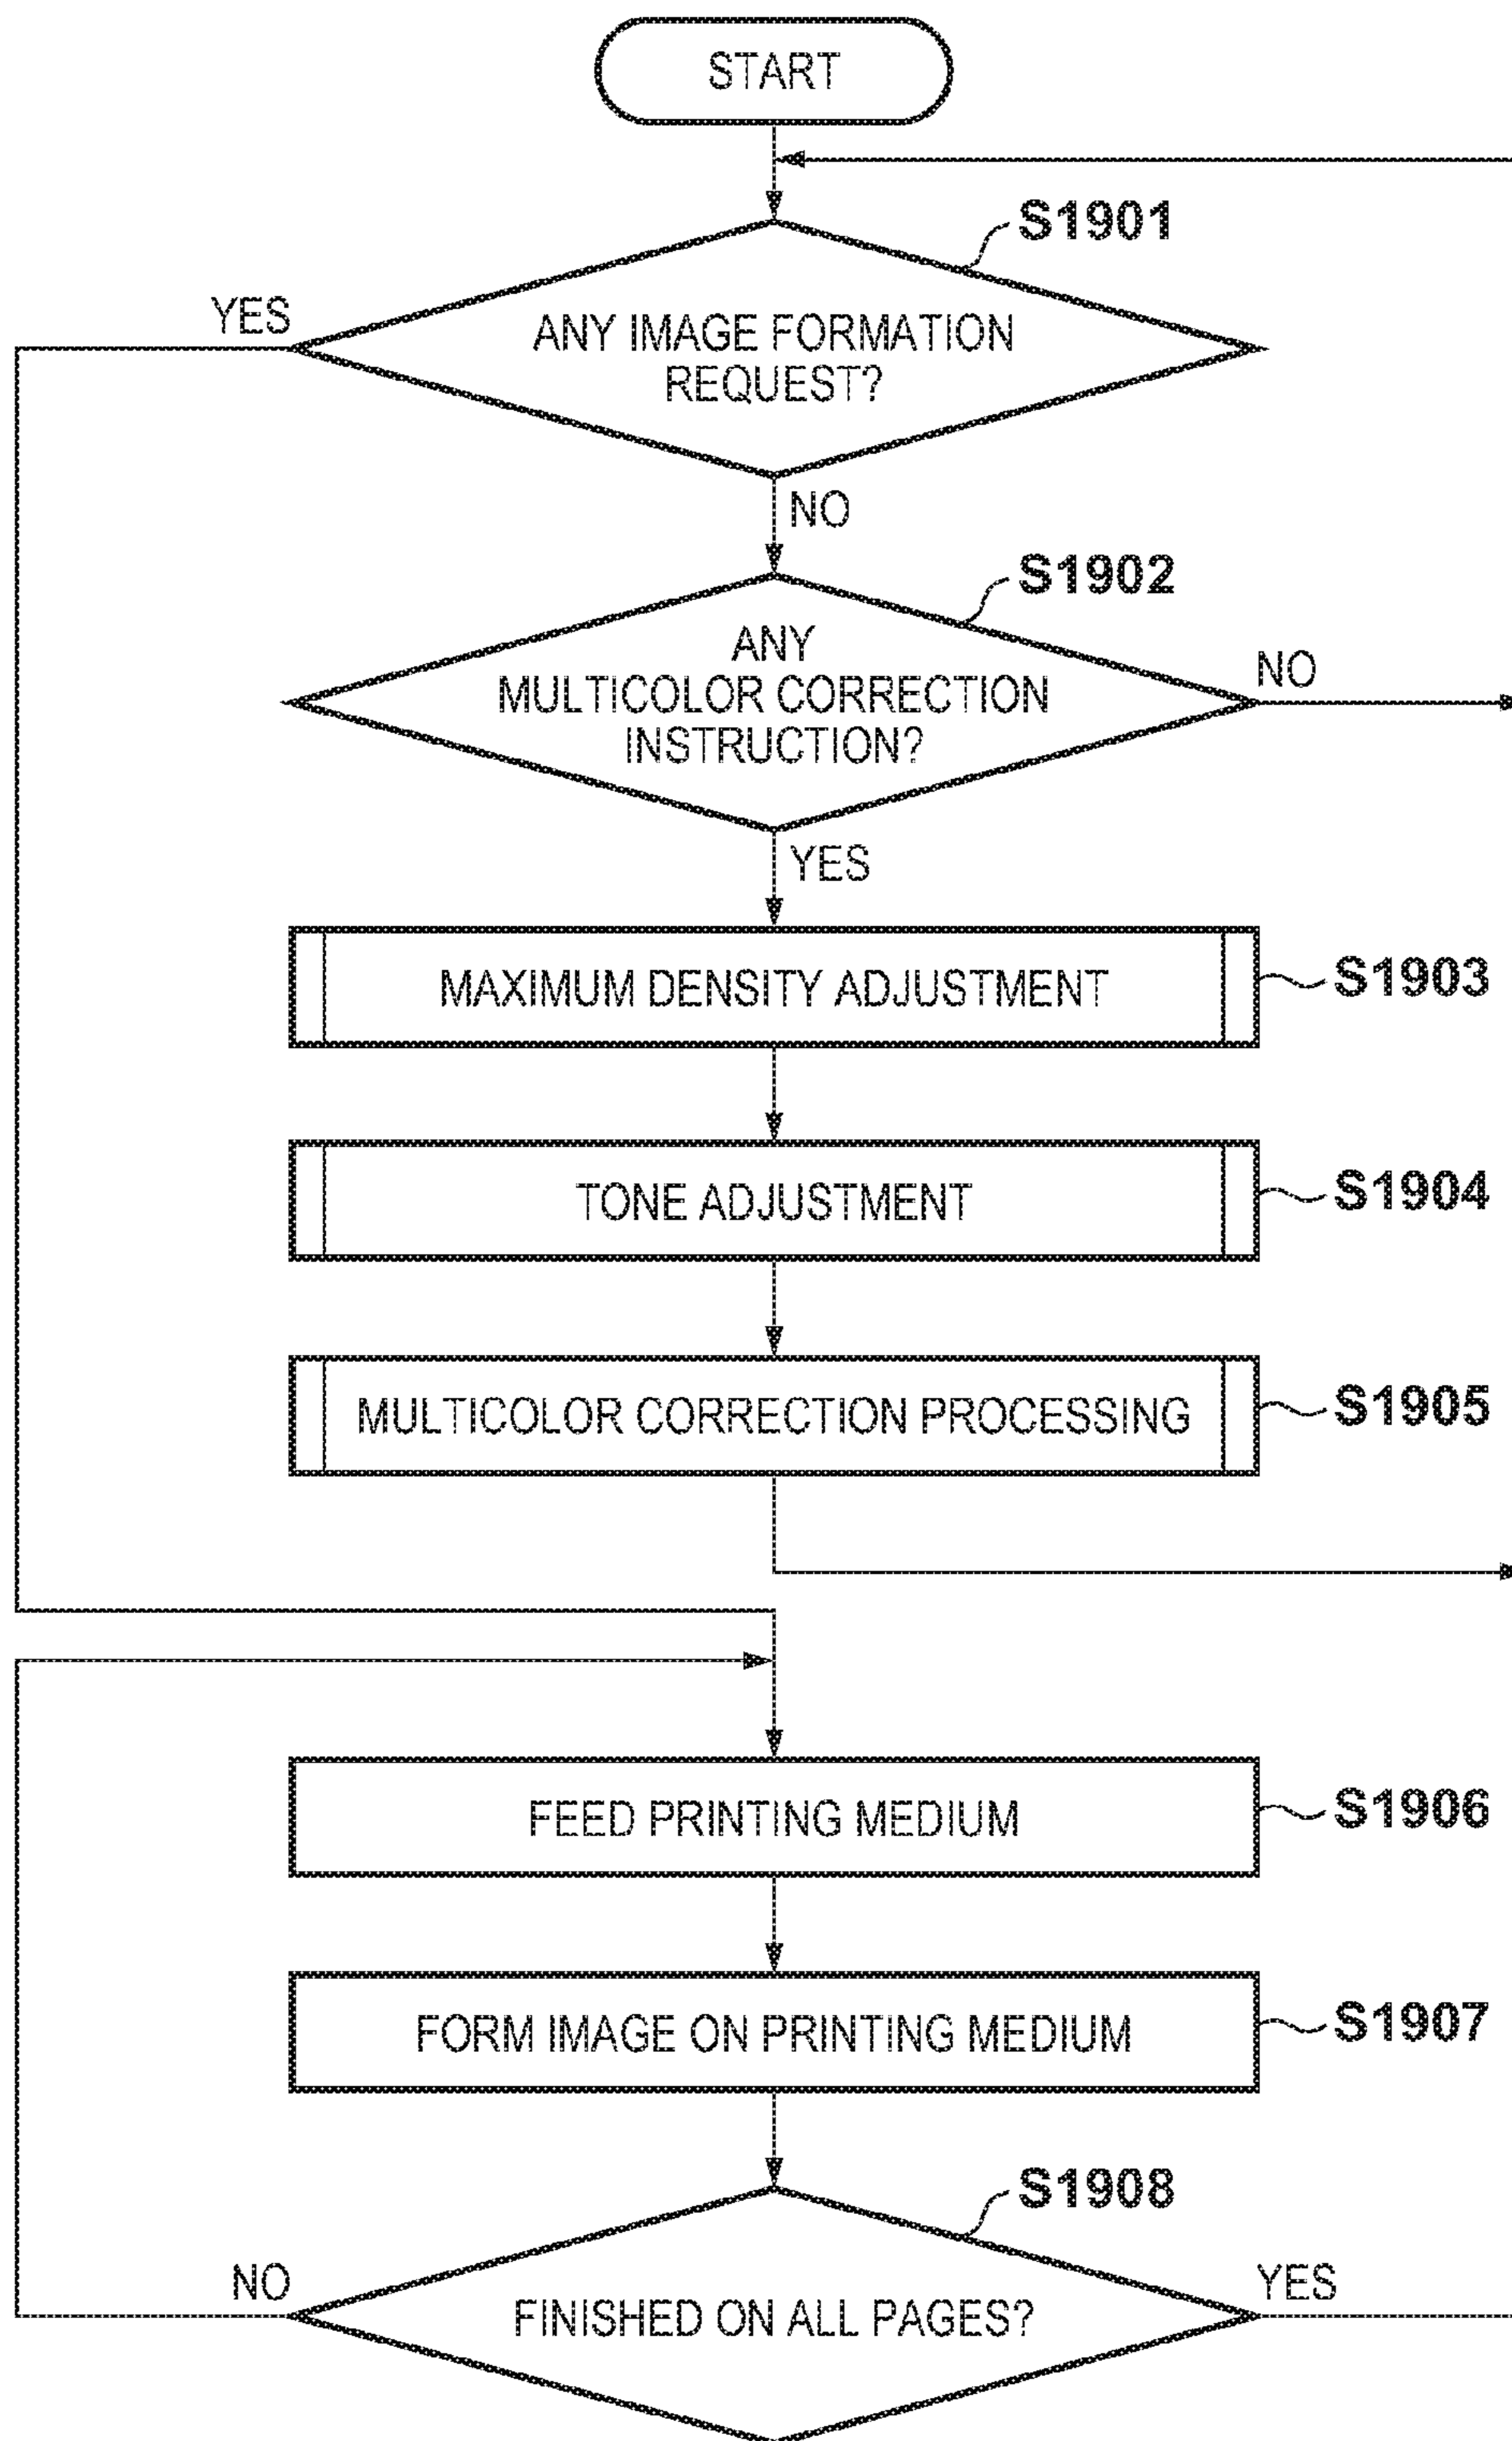 START
S1901
YES
ANY IMAGE FORMATION
REQUEST?
NO
S1902
ANY
MULTICOLOR CORRECTION
INSTRUCTION?
NO
YES
MAXIMUM DENSITY ADJUSTMENT
S1903
TONE ADJUSTMENT
S1904
MULTICOLOR CORRECTION PROCESSING
S1905
FEED PRINTING MEDIUM
S1906
FORM IMAGE ON PRINTING MEDIUM
S1907
S1908
NO
FINISHED ON ALL PAGES?
YES